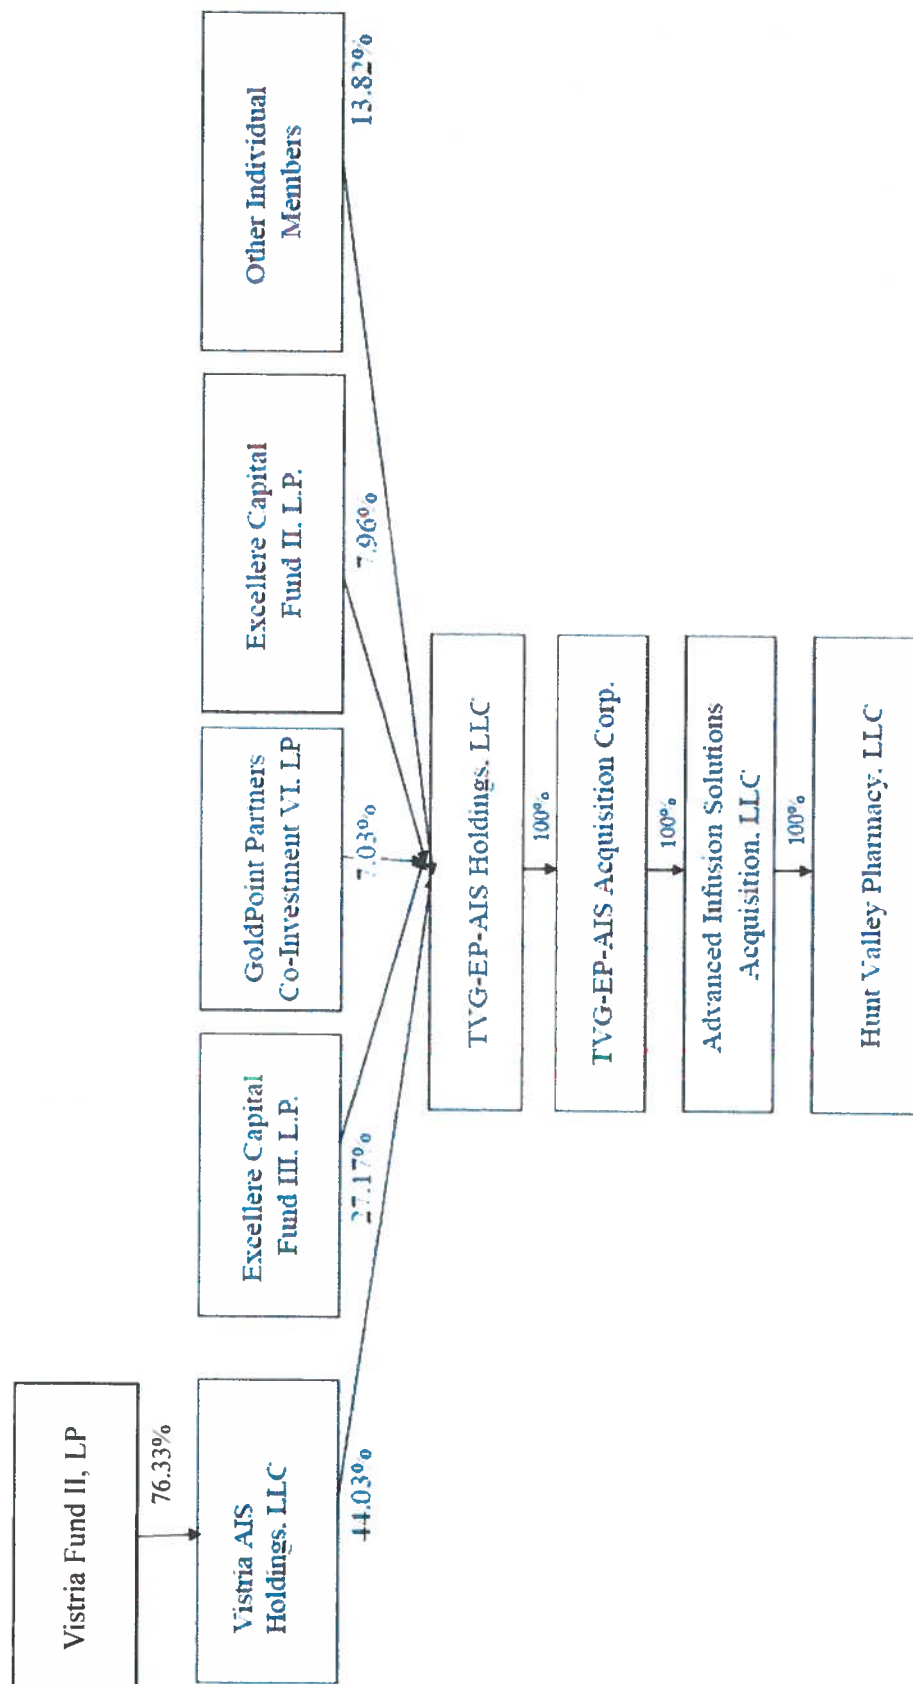 Vistria Fund II, LP
76.33%
Vistria AIS
Holdings. LLC
44.03%
Excellere Capital
Fund III. L.P.
27.17%
GoldPoint Partners
Co-Investment VI. LP
7.03%
Excellere Capital
Fund II. L.P.
7.96%
Other Individual
Members
13.82%
TVG-EP-AIS Holdings. LLC
100%
TVG-EP-AIS Acquisition Corp.
100%
Advanced Infusion Solutions
Acquisition. LLC
100%
Hunt Valley Pharmacy. LLC